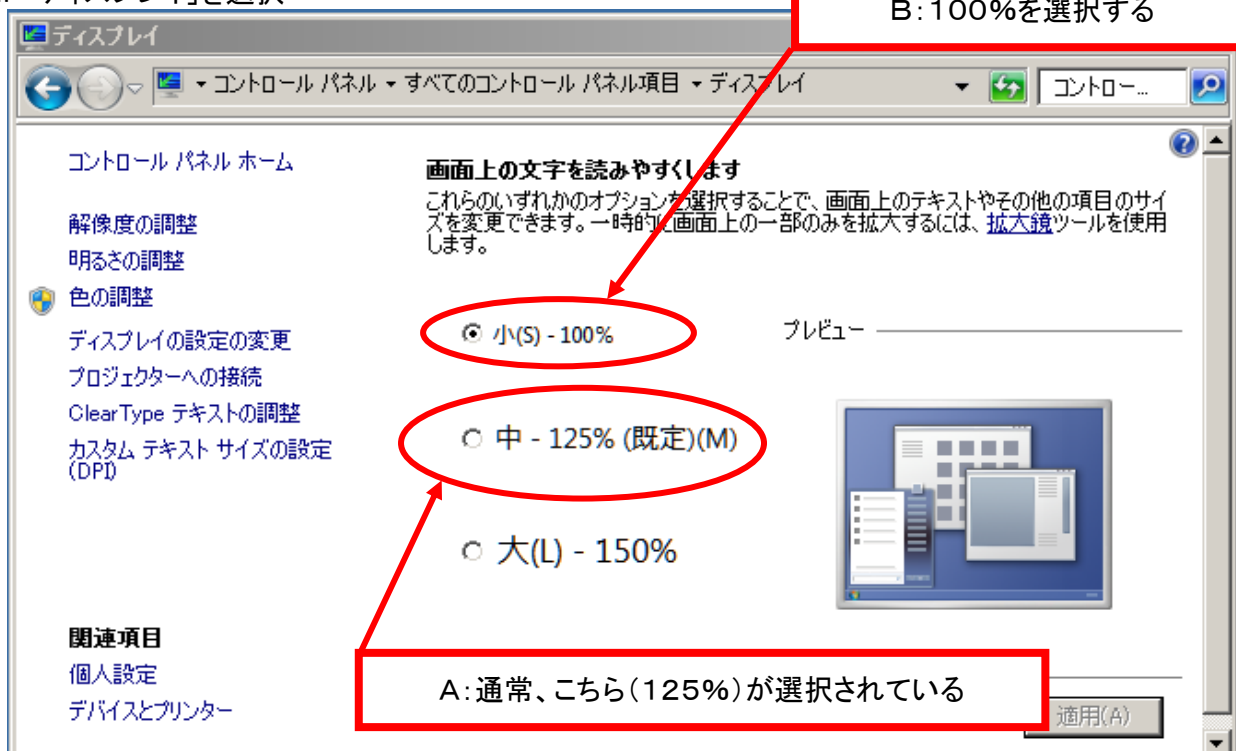 ディスプレイ」を選択
B:100%を選択する
ディスプレイ
コントロール パネル ▾ すべてのコントロール パネル項目 ▾ ディスプレイ
コントロー...
コントロール パネル ホーム
解像度の調整
明るさの調整
色の調整
ディスプレイの設定の変更
プロジェクターへの接続
ClearType テキストの調整
カスタム テキスト サイズの設定
(DPI)
関連項目
個人設定
デバイスとプリンター
画面上の文字を読みやすくします
これらのいずれかのオプションを選択することで、画面上のテキストやその他の項目のサイ
ズを変更できます。一時的に画面上の一部のみを拡大するには、拡大鏡ツールを使用
します。
小(S) - 100%
プレビュー
中 - 125% (既定)(M)
大(L) - 150%
A:通常、こちら(125%)が選択されている
適用(A)